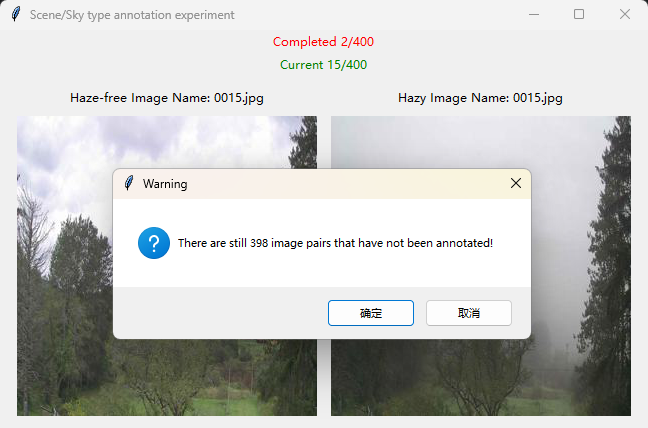 Scene/Sky type annotation experiment
Completed 2/400
Current 15/400
Haze-free Image Name: 0015.jpg
Hazy Image Name: 0015.jpg
Warning
There are still 398 image pairs that have not been annotated!
确定
取消